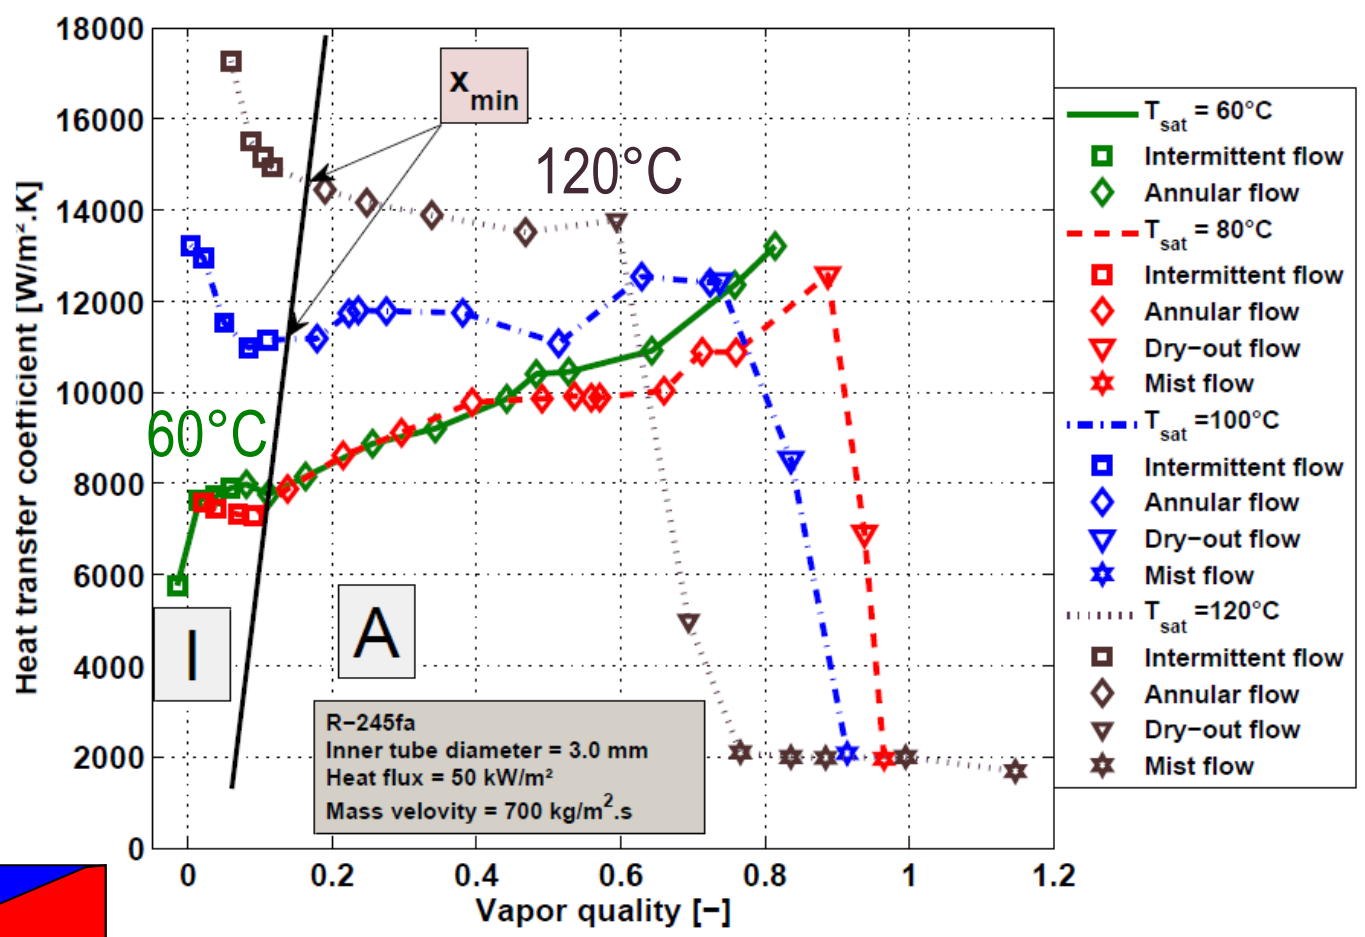 18000
16000
14000
12000
10000
8000
6000
4000
2000
0
Heat transter coefficient [W/m².K]
0
0.2
0.4
0.6
0.8
1
1.2
Vapor quality [−]
x min
120°C
60°C
I
A
R−245fa
Inner tube diameter = 3.0 mm
Heat flux = 50 kW/m²
Mass velovity = 700 kg/m².s
T sat = 60°C
Intermittent flow
Annular flow
T sat = 80°C
Intermittent flow
Annular flow
Dry−out flow
Mist flow
T sat =100°C
Intermittent flow
Annular flow
Dry−out flow
Mist flow
T sat =120°C
Intermittent flow
Annular flow
Dry−out flow
Mist flow